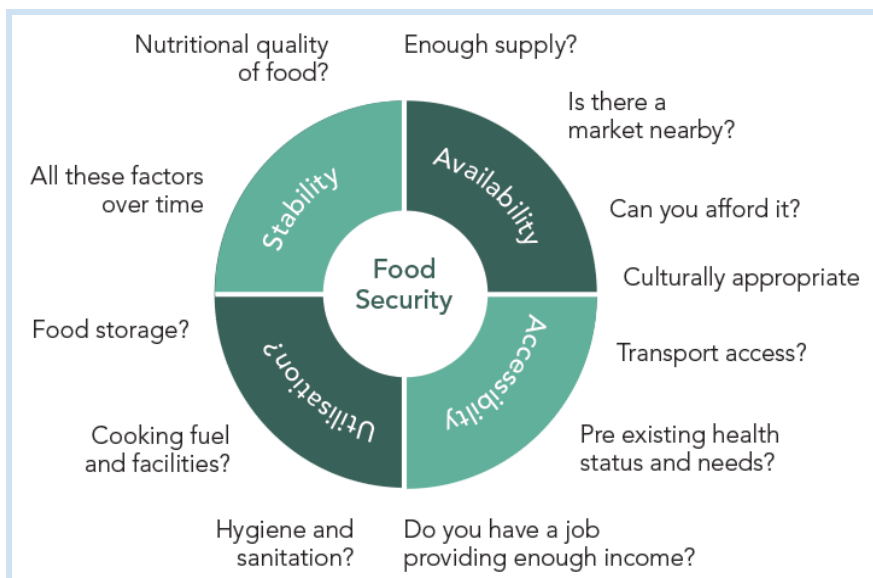 Nutritional quality
of food?
Enough supply?
Is there a
market nearby?
All these factors
over time
Stability
Availability
Can you afford it?
Food
Security
Culturally appropriate
Food storage?
Utilisation?
Accessibilty
Transport access?
Cooking fuel
and facilities?
Pre existing health
status and needs?
Hygiene and
sanitation?
Do you have a job
providing enough income?